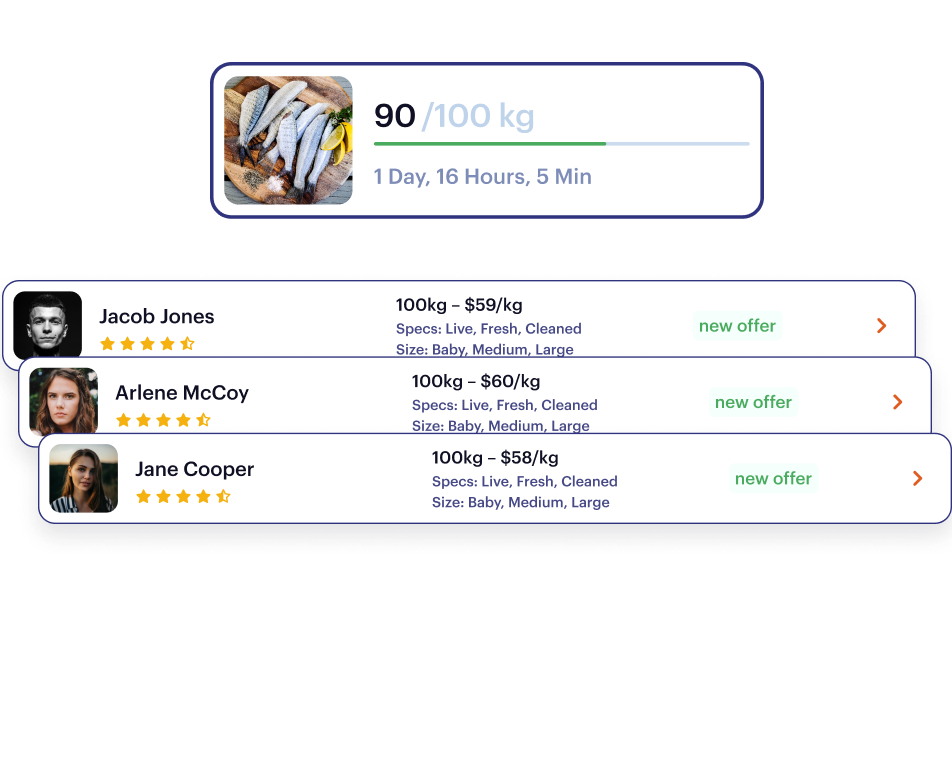 90 /100 kg
1 Day, 16 Hours, 5 Min
Jacob Jones
100kg – $59/kg
Specs: Live, Fresh, Cleaned
Size: Baby, Medium, Large
new offer
Arlene McCoy
100kg – $60/kg
Specs: Live, Fresh, Cleaned
Size: Baby, Medium, Large
new offer
Jane Cooper
100kg – $58/kg
Specs: Live, Fresh, Cleaned
Size: Baby, Medium, Large
new offer